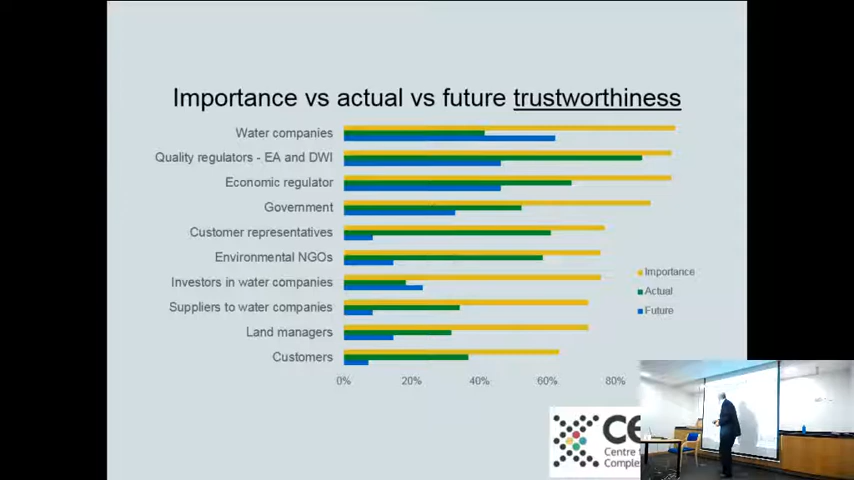 Importance vs actual vs future trustworthiness
Water companies
Quality regulators - EA and DWI
Economic regulator
Government
Customer representatives
Environmental NGOs
Investors in water companies
Suppliers to water companies
Land managers
Customers
Importance
Actual
Future
0% 20% 40% 60% 80%
Centre